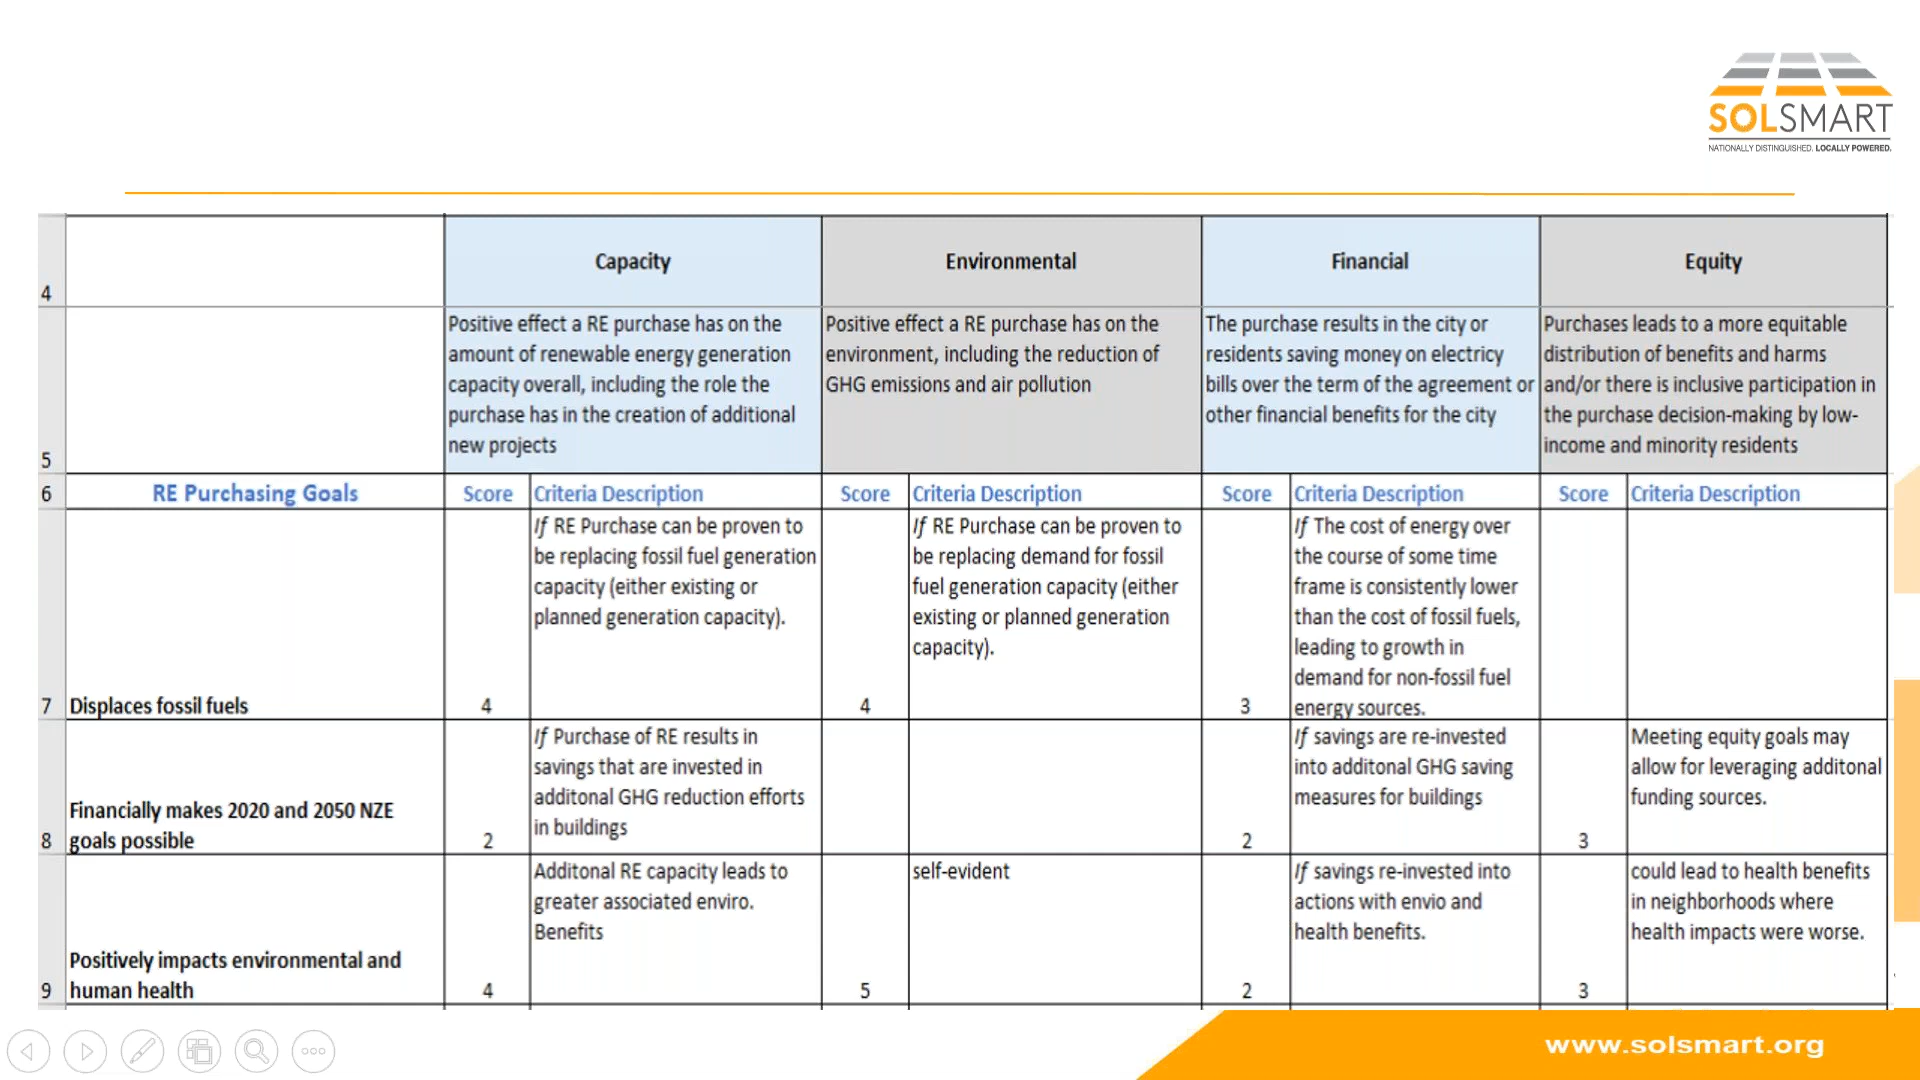 SOLSMART
NATIONALLY DISTINGUISHED. LOCALLY POWERED.
4
Capacity
Environmental
Financial
Equity
5
Positive effect a RE purchase has on the
amount of renewable energy generation
capacity overall, including the role the
purchase has in the creation of additional
new projects
Positive effect a RE purchase has on the
environment, including the reduction of
GHG emissions and air pollution
The purchase results in the city or
residents saving money on electricy
bills over the term of the agreement or
other financial benefits for the city
Purchases leads to a more equitable
distribution of benefits and harms
and/or there is inclusive participation in
the purchase decision-making by low-
income and minority residents
6
RE Purchasing Goals
Score
Criteria Description
Score
Criteria Description
Score
Criteria Description
Score
Criteria Description
7
Displaces fossil fuels
4
If RE Purchase can be proven to
be replacing fossil fuel generation
capacity (either existing or
planned generation capacity).
4
If RE Purchase can be proven to
be replacing demand for fossil
fuel generation capacity (either
existing or planned generation
capacity).
3
If The cost of energy over
the course of some time
frame is consistently lower
than the cost of fossil fuels,
leading to growth in
demand for non-fossil fuel
energy sources.
8
Financially makes 2020 and 2050 NZE
goals possible
2
If Purchase of RE results in
savings that are invested in
additonal GHG reduction efforts
in buildings
2
If savings are re-invested
into additonal GHG saving
measures for buildings
3
Meeting equity goals may
allow for leveraging additonal
funding sources.
9
Positively impacts environmental and
human health
4
Additonal RE capacity leads to
greater associated enviro.
Benefits
5
self-evident
2
If savings re-invested into
actions with envio and
health benefits.
3
could lead to health benefits
in neighborhoods where
health impacts were worse.
www.solsmart.org